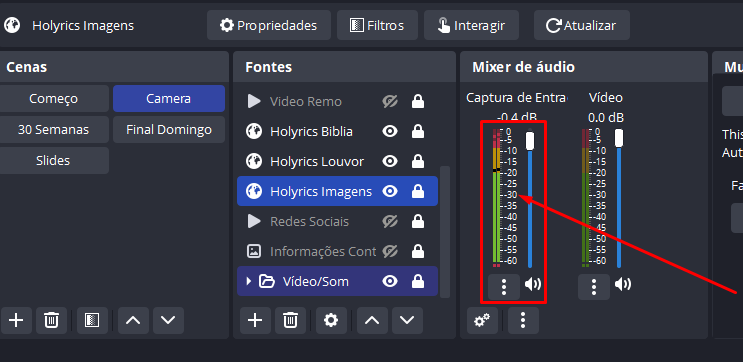 Holyrics Imagens
Propriedades
Filtros
Interagir
Atualizar
Cenas
Começo
Camera
30 Semanas
Final Domingo
Slides
Fontes
Video Remo
Holyrics Biblia
Holyrics Louvor
Holyrics Imagens
Redes Sociais
Informações Cont
Vídeo/Som
Mixer de áudio
Captura de Entra
Vídeo
-0.4 dB
0.0 dB
0
-5
-10
-15
-20
-25
-30
-35
-40
-45
-50
-55
-60
0
-5
-10
-15
-20
-25
-30
-35
-40
-45
-50
-55
-60
Mu
This
Aut
Fa